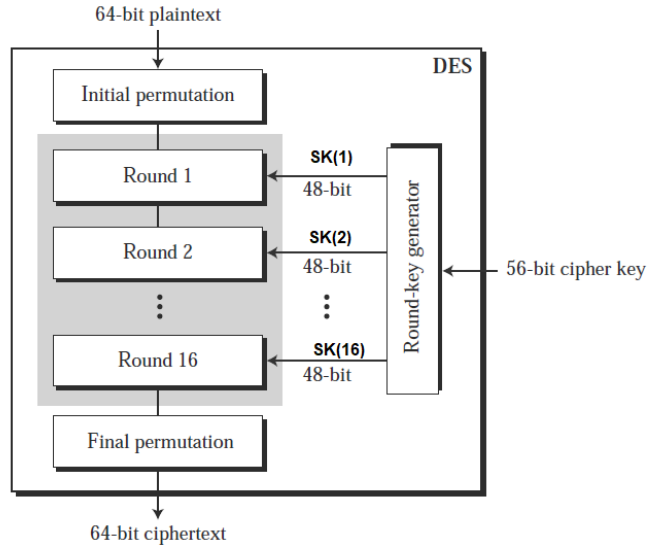 64-bit plaintext
DES
Initial permutation
Round 1
SK(1)
48-bit
Round 2
SK(2)
48-bit
Round-key generator
56-bit cipher key
Round 16
SK(16)
48-bit
Final permutation
64-bit ciphertext